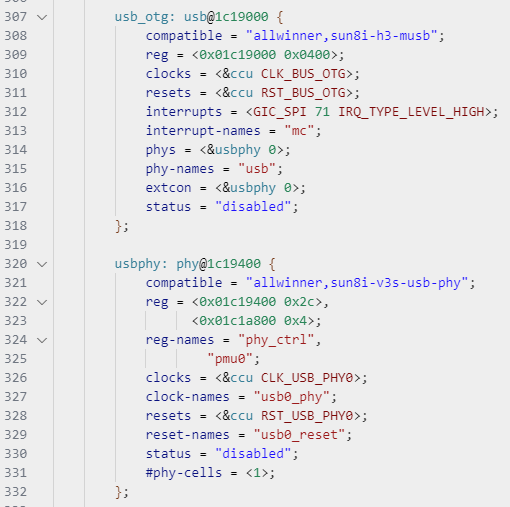 307 usb_otg: usb@1c19000 {
308 compatible = "allwinner,sun8i-h3-musb";
309 reg = <0x01c19000 0x0400>;
310 clocks = <&ccu CLK_BUS_OTG>;
311 resets = <&ccu RST_BUS_OTG>;
312 interrupts = <GIC_SPI 71 IRQ_TYPE_LEVEL_HIGH>;
313 interrupt-names = "mc";
314 phys = <&usbphy 0>;
315 phy-names = "usb";
316 extcon = <&usbphy 0>;
317 status = "disabled";
318 };
319
320 usbphy: phy@1c19400 {
321 compatible = "allwinner,sun8i-v3s-usb-phy";
322 reg = <0x01c19400 0x2c>,
323 <0x01c1a800 0x4>;
324 reg-names = "phy_ctrl",
325 "pmu0";
326 clocks = <&ccu CLK_USB_PHY0>;
327 clock-names = "usb0_phy";
328 resets = <&ccu RST_USB_PHY0>;
329 reset-names = "usb0_reset";
330 status = "disabled";
331 #phy-cells = <1>;
332 };